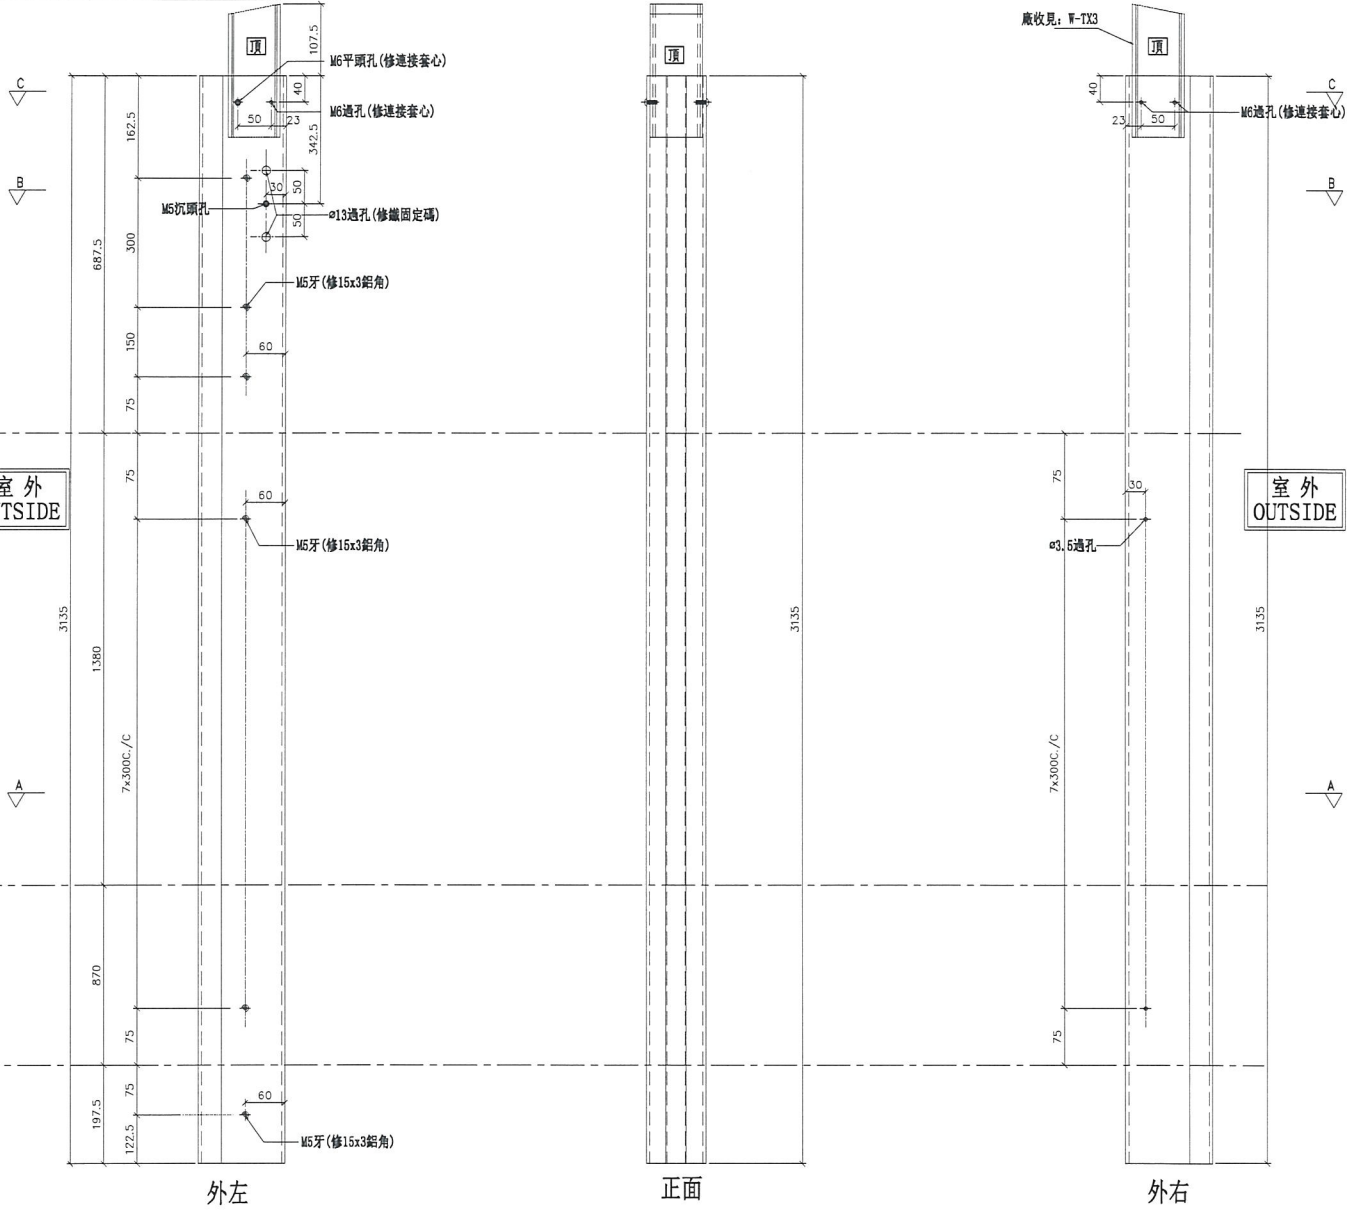 頂
M6平頭孔(修連接套心)
107.5
40
M6過孔(修連接套心)
50
23
342.5
C
162.5
B
30
50
M5沉頭孔
ø13過孔(修鐵固定碼)
50
300
687.5
M5牙(修15x3鋁角)
150
60
75
75
60
室外
TSIDE
M5牙(修15x3鋁角)
3135
1380
7x300C./C
A
870
75
75
60
197.5
122.5
M5牙(修15x3鋁角)
外左
頂
3135
正面
廠收見: W-TX3
頂
40
23
50
M6過孔(修連接套心)
C
B
75
30
室外
OUTSIDE
ø3.5過孔
3135
7x300C./C
A
75
外右